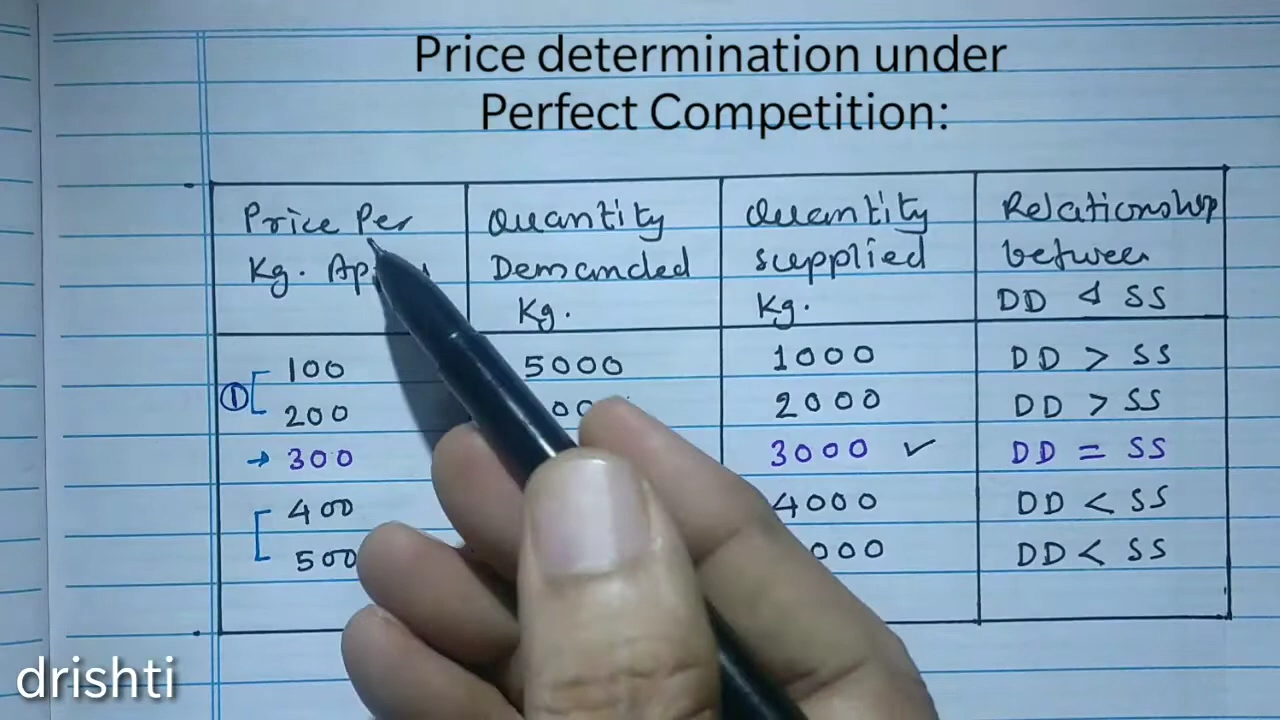 Price determination under
Perfect Competition:
Price Per
Kg.
Quantity
Demanded
Kg.
Quantity
supplied
Kg.
Relationship
between
DD & SS
100 5000 1000 DD > SS
① 200 2000 DD > SS
→ 300 3000 ✓ DD = SS
400 4000 DD < SS
500 DD < SS
drishti